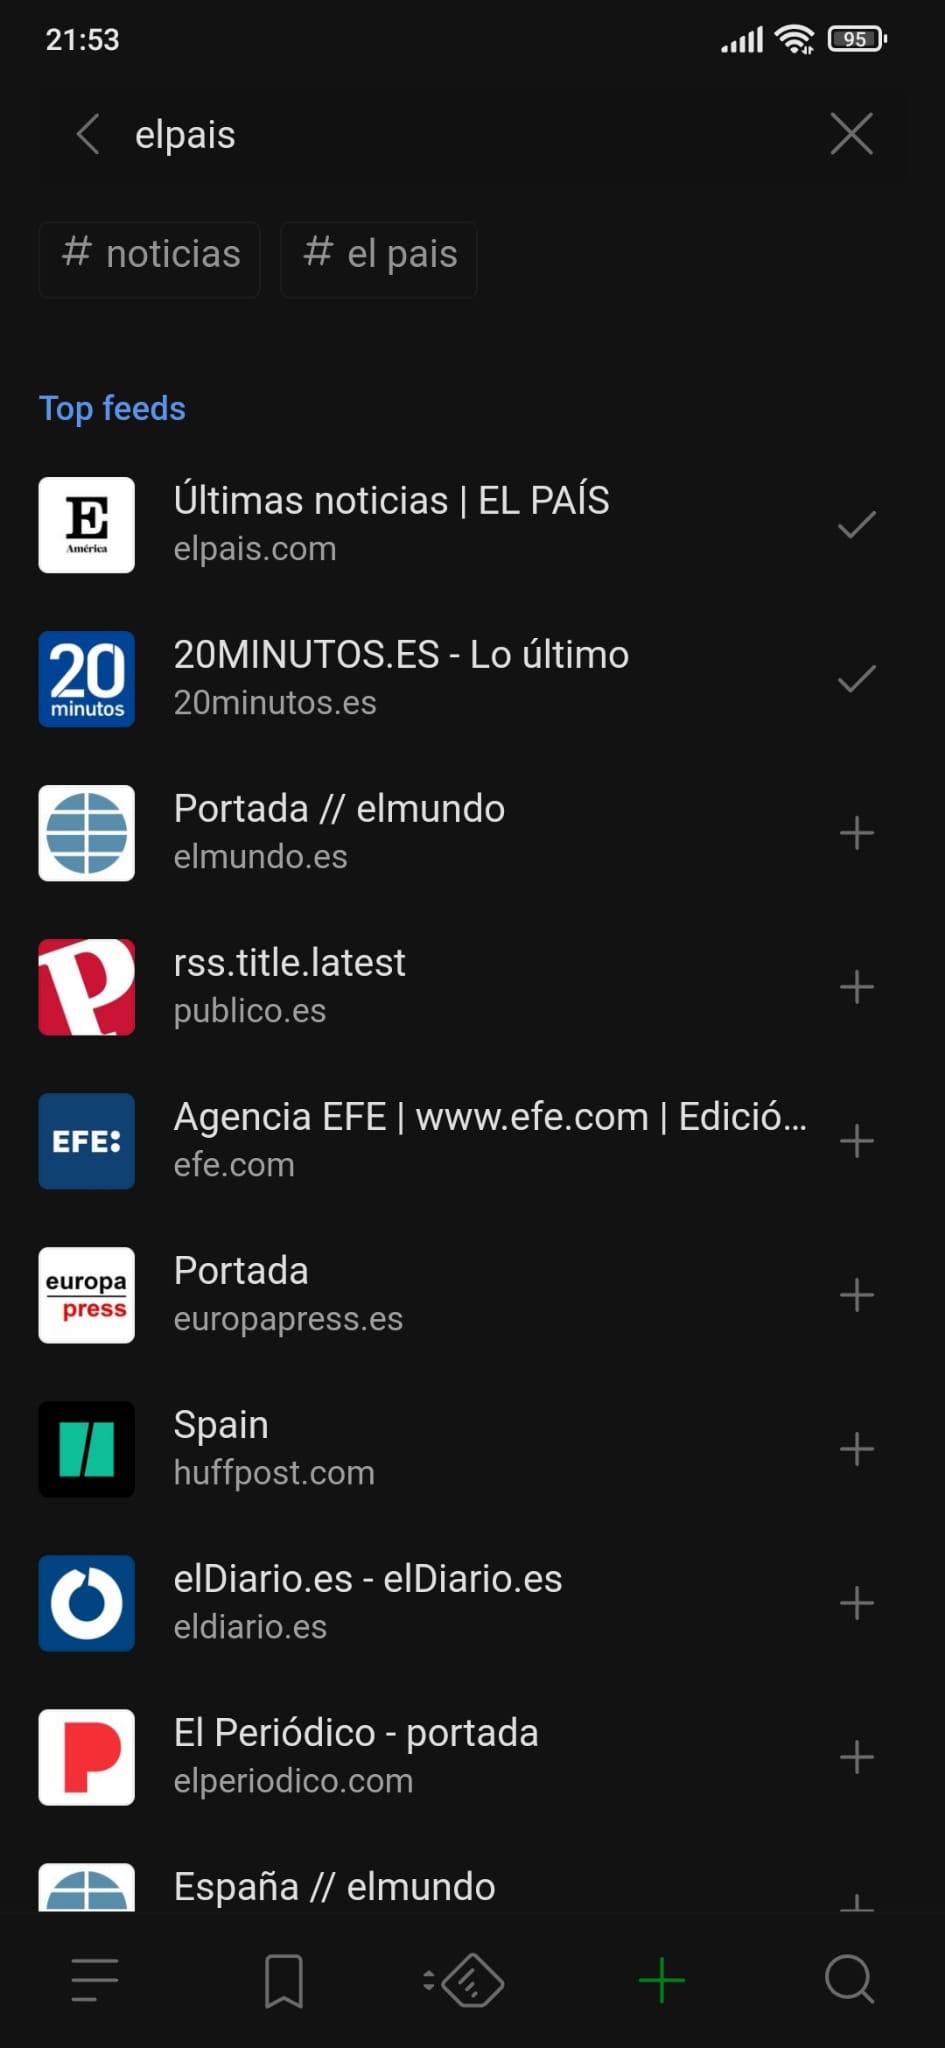 21:53
95
elpais
# noticias
# el pais
Top feeds
E
América
Últimas noticias | EL PAÍS
elpais.com
20
minutos
20MINUTOS.ES - Lo último
20minutos.es
Portada // elmundo
elmundo.es
P
rss.title.latest
publico.es
EFE:
Agencia EFE | www.efe.com | Edició...
efe.com
europa
press
Portada
europapress.es
Spain
huffpost.com
elDiario.es - elDiario.es
eldiario.es
P
El Periódico - portada
elperiodico.com
España // elmundo